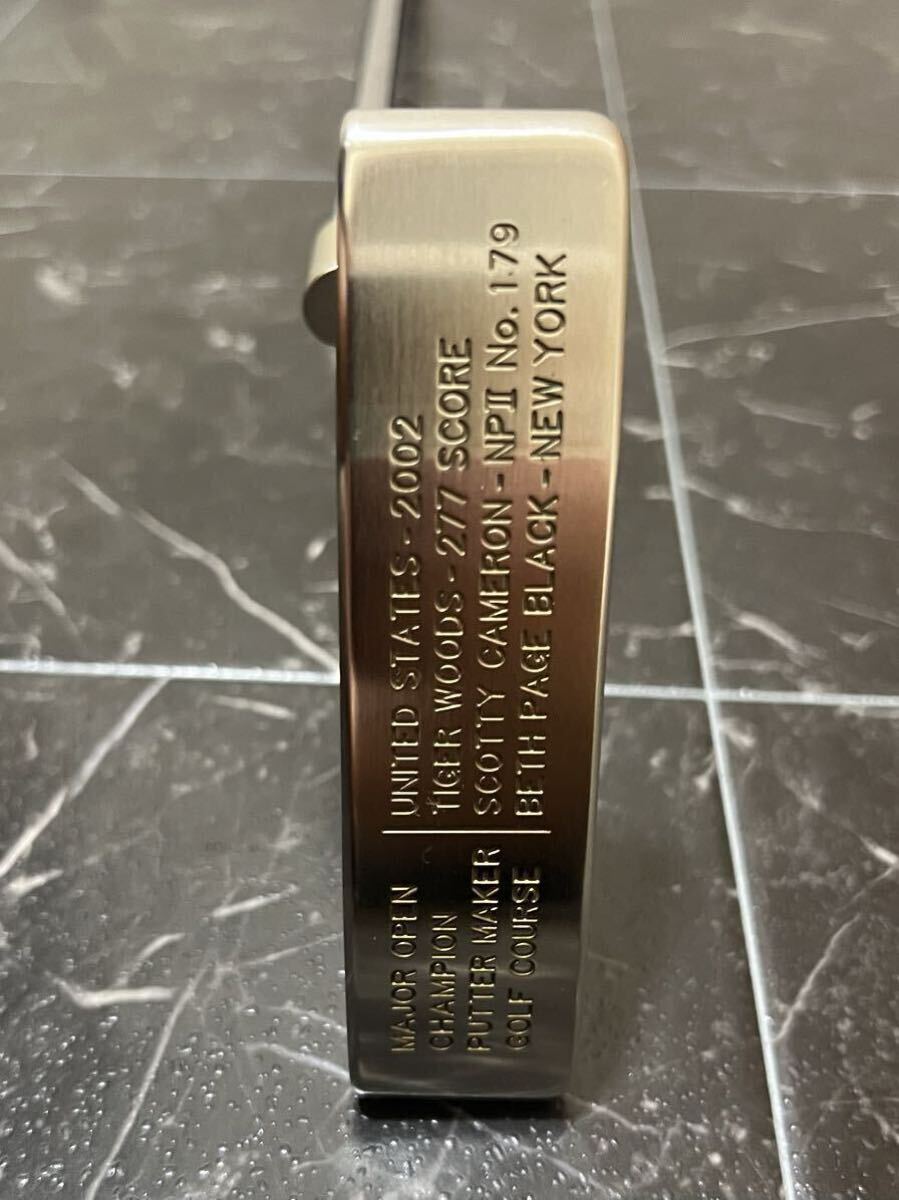 MAJOR OPEN | UNITED STATES - 2002
CHAMPION | TIGER WOODS - 277 SCORE
PUTTER MAKER | SCOTTY CAMERON - NPII No. 179
GOLF COURSE | BETH PAGE BLACK - NEW YORK